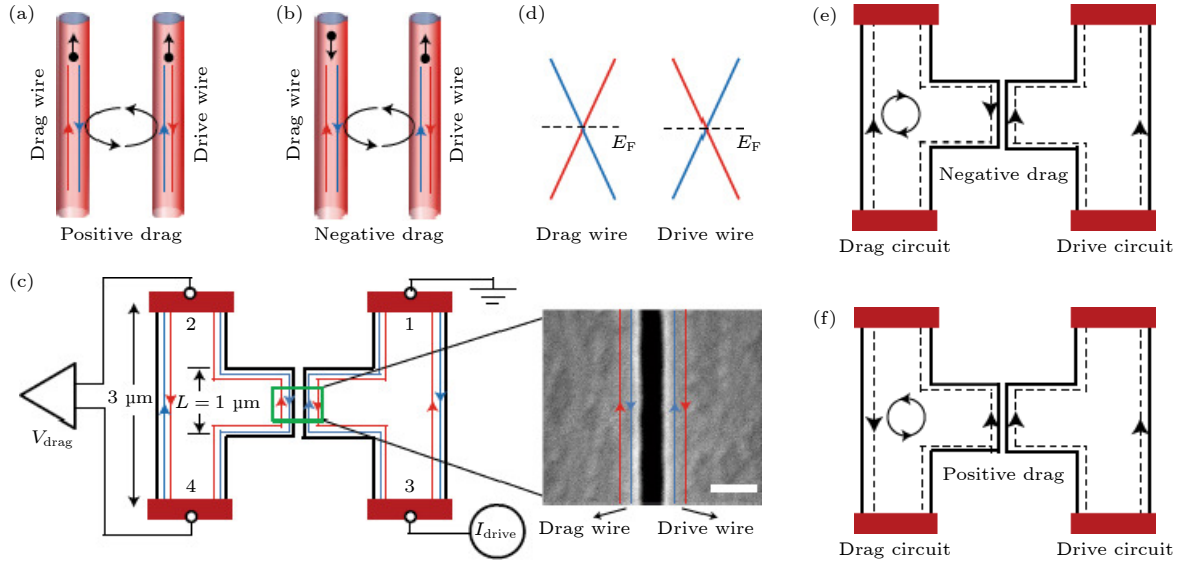 (a)
Drag wire
Drive wire
Positive drag
(b)
Drag wire
Drive wire
Negative drag
(d)
E_F
E_F
Drag wire
Drive wire
(e)
Negative drag
Drag circuit
Drive circuit
(c)
2
1
3 μm
L = 1 μm
V_drag
4
3
I_drive
Drag wire
Drive wire
(f)
Positive drag
Drag circuit
Drive circuit